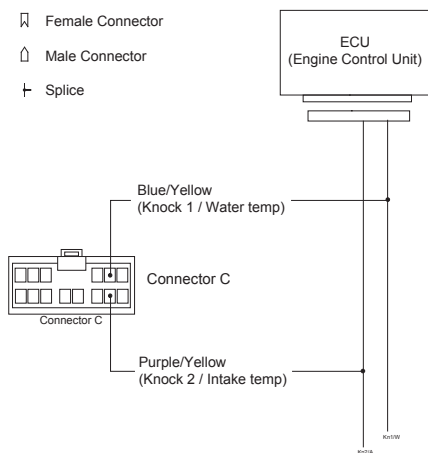 Female Connector
Male Connector
Splice
ECU
(Engine Control Unit)
Blue/Yellow
(Knock 1 / Water temp)
Connector C
Connector C
Purple/Yellow
(Knock 2 / Intake temp)
Kn1/W
Kn2/A